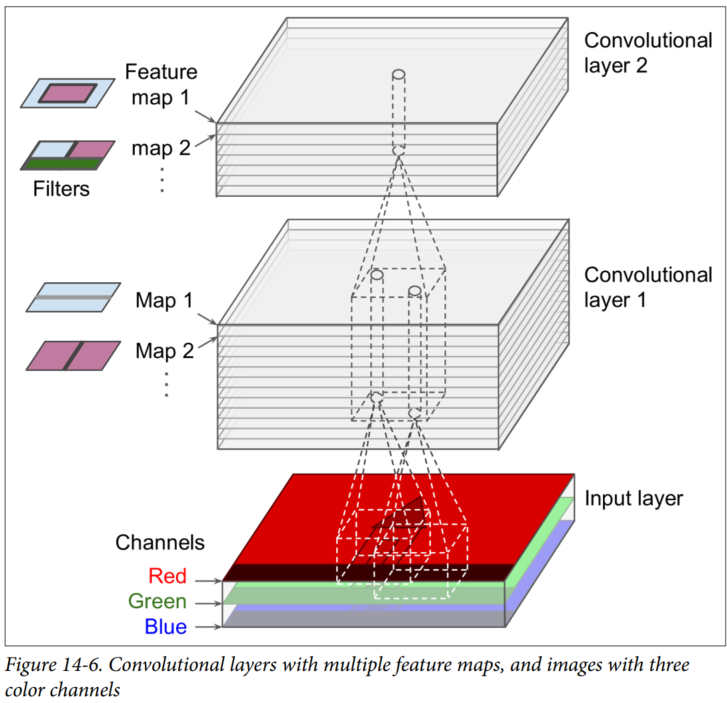 Convolutional
layer 2
Feature
map 1
map 2
⋮
Filters
Convolutional
layer 1
Map 1
Map 2
⋮
Input layer
Channels
Red
Green
Blue
Figure 14-6. Convolutional layers with multiple feature maps, and images with three
color channels